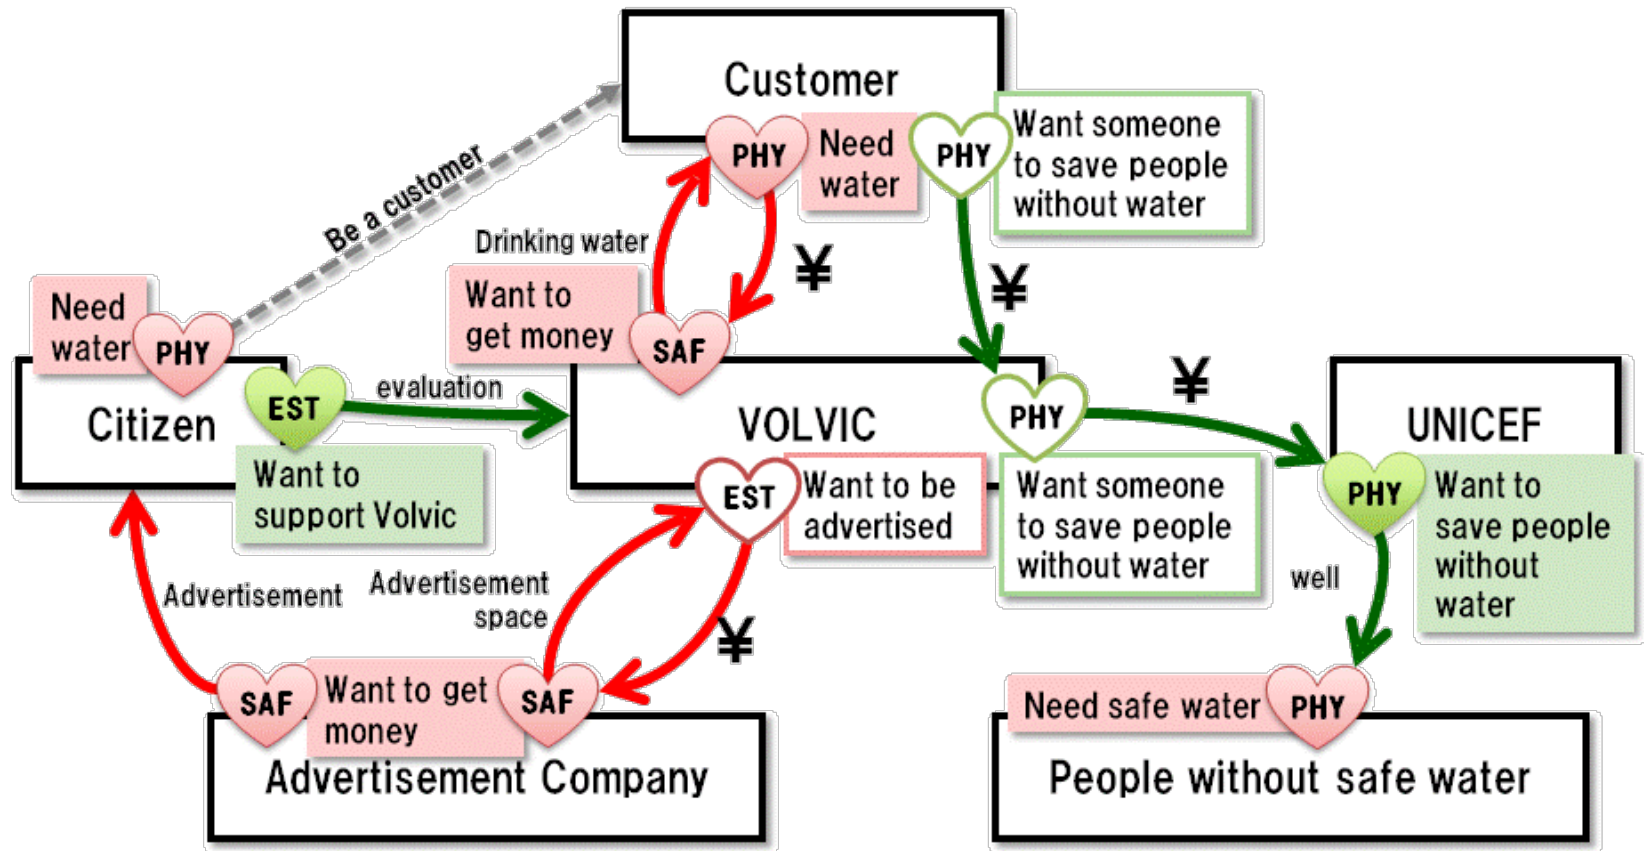 Customer
PHY
Need
water
PHY
Want someone
to save people
without water
Be a customer
Drinking water
¥
¥
Want to
get money
SAF
Need
water
PHY
Citizen
EST
evaluation
Want to
support Volvic
VOLVIC
PHY
¥
UNICEF
EST
Want to be
advertised
Want someone
to save people
without water
PHY
Want to
save people
without
water
well
Advertisement
Advertisement
space
¥
SAF
Want to get
money
SAF
Advertisement Company
Need safe water
PHY
People without safe water